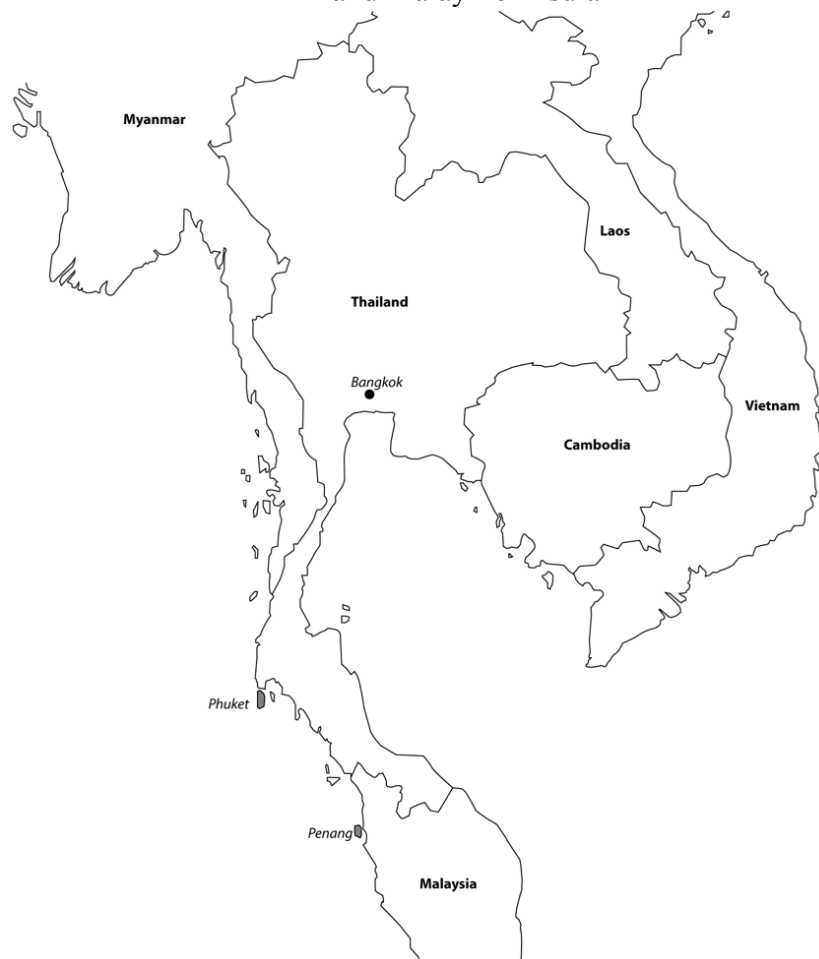 Myanmar
Laos
Thailand
Bangkok
Vietnam
Cambodia
Phuket
Penang
Malaysia